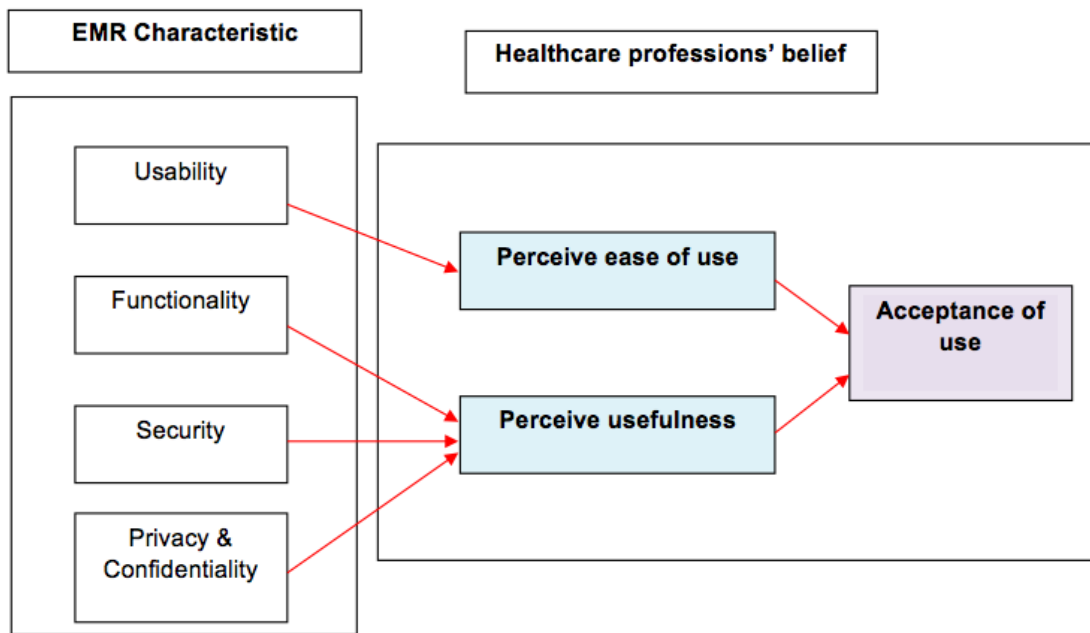 EMR Characteristic
Healthcare professions’ belief
Usability
Functionality
Security
Privacy &
Confidentiality
Perceive ease of use
Perceive usefulness
Acceptance of
use